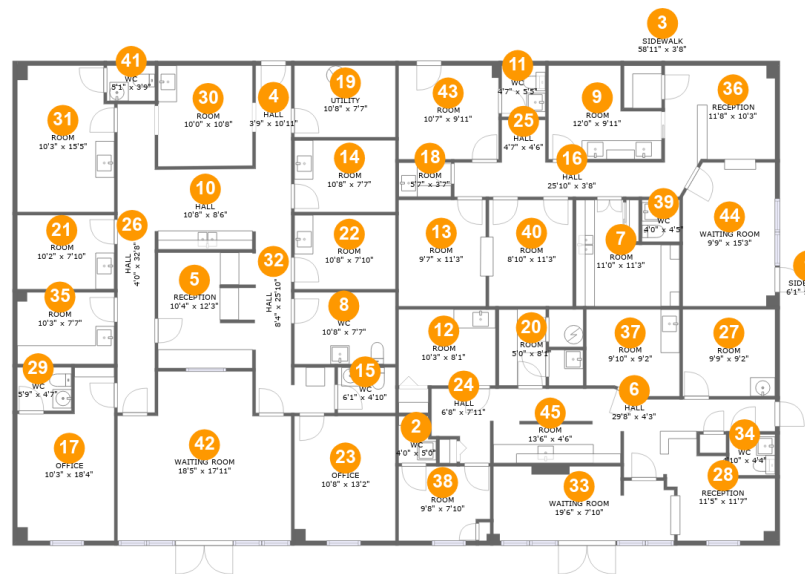 3
SIDEWALK
58'11" x 3'8"
41
WC
5'1" x 3'9"
31
ROOM
10'3" x 15'5"
30
ROOM
10'0" x 10'8"
4
HALL
3'9" x 10'11"
19
UTILITY
10'8" x 7'7"
43
ROOM
10'7" x 9'11"
11
WC
4'7" x 5'5"
9
ROOM
12'0" x 9'11"
36
RECEPTION
11'8" x 10'3"
25
HALL
4'7" x 4'6"
14
ROOM
10'8" x 7'7"
18
ROOM
5'7" x 3'7"
16
HALL
25'10" x 3'8"
10
HALL
10'8" x 8'6"
44
WAITING ROOM
9'9" x 15'3"
39
WC
4'0" x 4'5"
26
HALL
4'0" x 32'8"
21
ROOM
10'2" x 7'10"
22
ROOM
10'8" x 7'10"
13
ROOM
9'7" x 11'3"
40
ROOM
8'10" x 11'3"
7
ROOM
11'0" x 11'3"
32
HALL
8'4" x 25'10"
5
RECEPTION
10'4" x 12'3"
SIDE
6'1"
35
ROOM
10'3" x 7'7"
8
WC
10'8" x 7'7"
12
ROOM
10'3" x 8'1"
20
ROOM
5'0" x 8'1"
37
ROOM
9'10" x 9'2"
27
ROOM
9'9" x 9'2"
29
WC
5'9" x 4'7"
15
WC
6'1" x 4'10"
24
HALL
6'8" x 7'11"
6
HALL
29'8" x 4'3"
45
ROOM
13'6" x 4'6"
2
4'0" x 5'0"
34
WC
10" x 4'4"
17
OFFICE
10'3" x 18'4"
42
WAITING ROOM
18'5" x 17'11"
23
OFFICE
10'8" x 13'2"
38
ROOM
9'8" x 7'10"
33
WAITING ROOM
19'6" x 7'10"
28
RECEPTION
11'5" x 11'7"